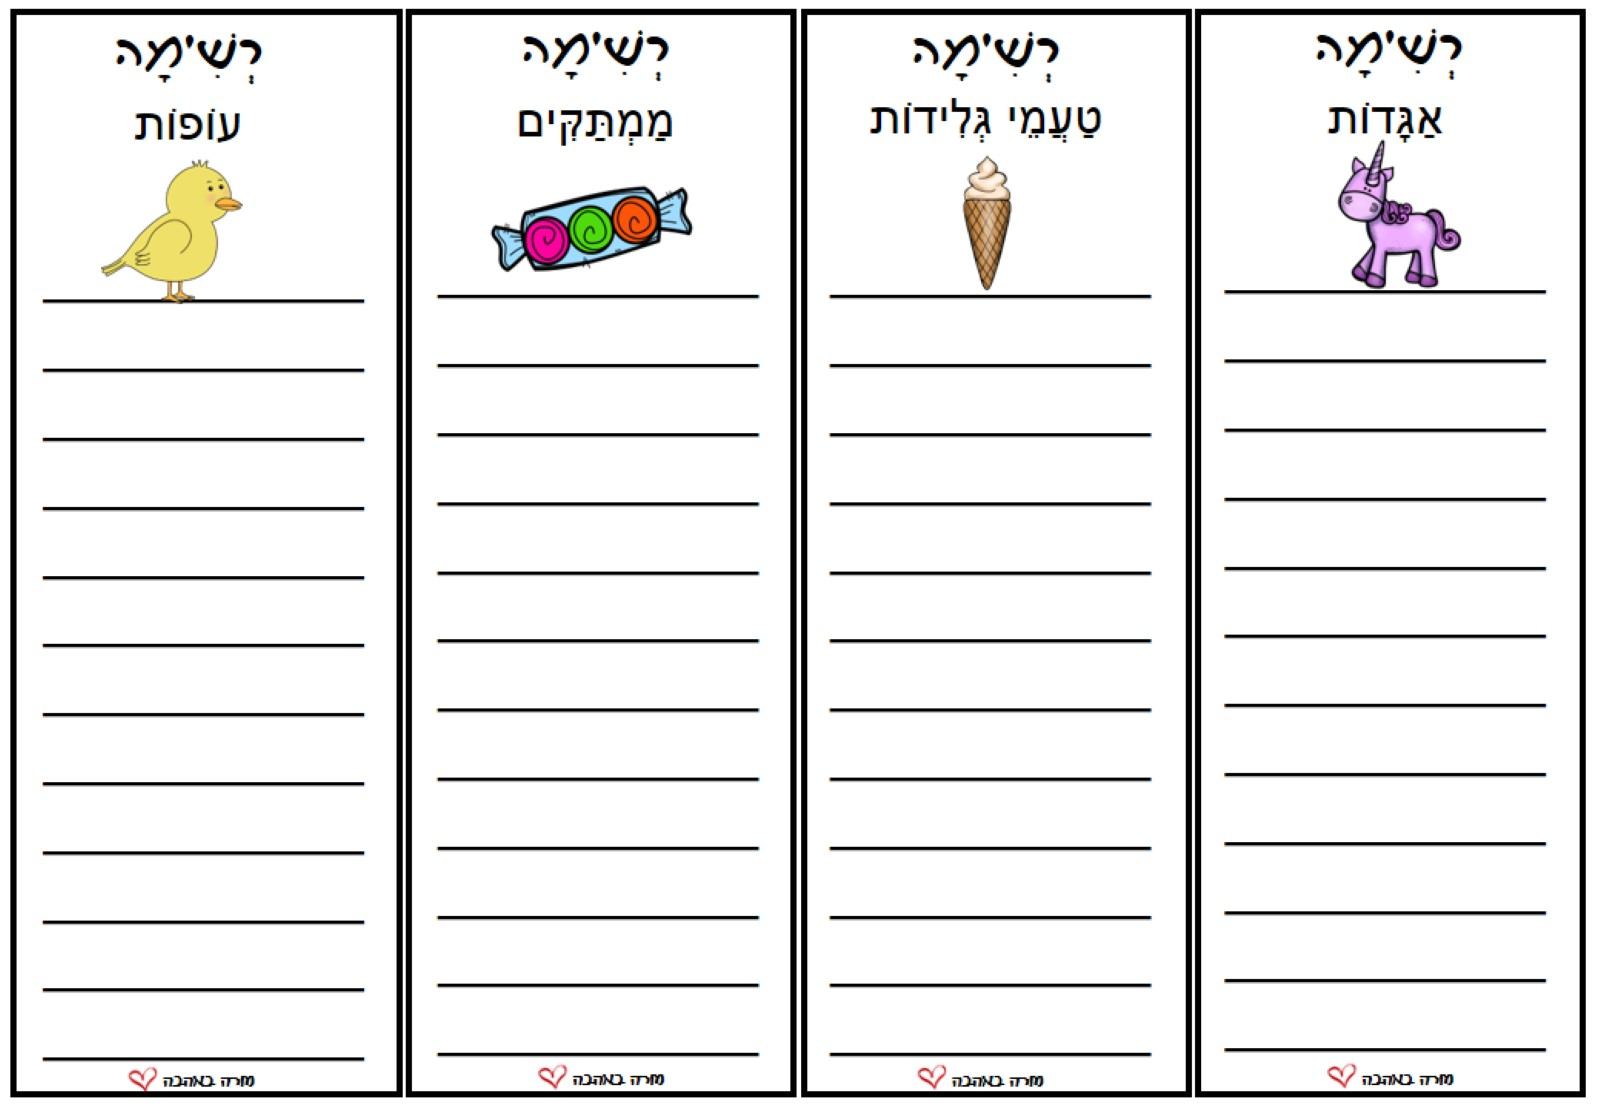 רְשִׁימָה
אַגָּדוֹת
מורה באהבה
רְשִׁימָה
טַעֲמֵי גְּלִידוֹת
מורה באהבה
רְשִׁימָה
מַמְתַּקִּים
מורה באהבה
רְשִׁימָה
עוֹפוֹת
מורה באהבה